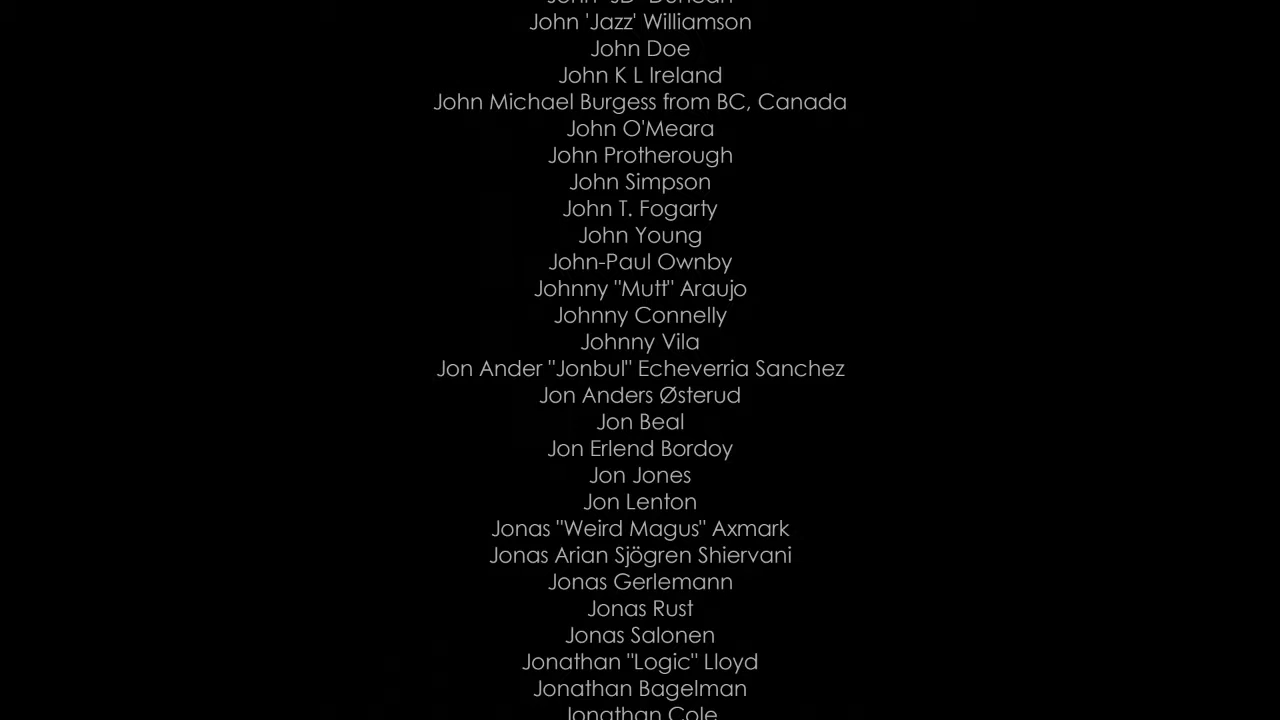 John "JD" Duncan
John 'Jazz' Williamson
John Doe
John K L Ireland
John Michael Burgess from BC, Canada
John O'Meara
John Protherough
John Simpson
John T. Fogarty
John Young
John-Paul Ownby
Johnny "Mutt" Araujo
Johnny Connelly
Johnny Vila
Jon Ander "Jonbul" Echeverria Sanchez
Jon Anders Østerud
Jon Beal
Jon Erlend Bordoy
Jon Jones
Jon Lenton
Jonas "Weird Magus" Axmark
Jonas Arian Sjögren Shiervani
Jonas Gerlemann
Jonas Rust
Jonas Salonen
Jonathan "Logic" Lloyd
Jonathan Bagelman
Jonathan Cole